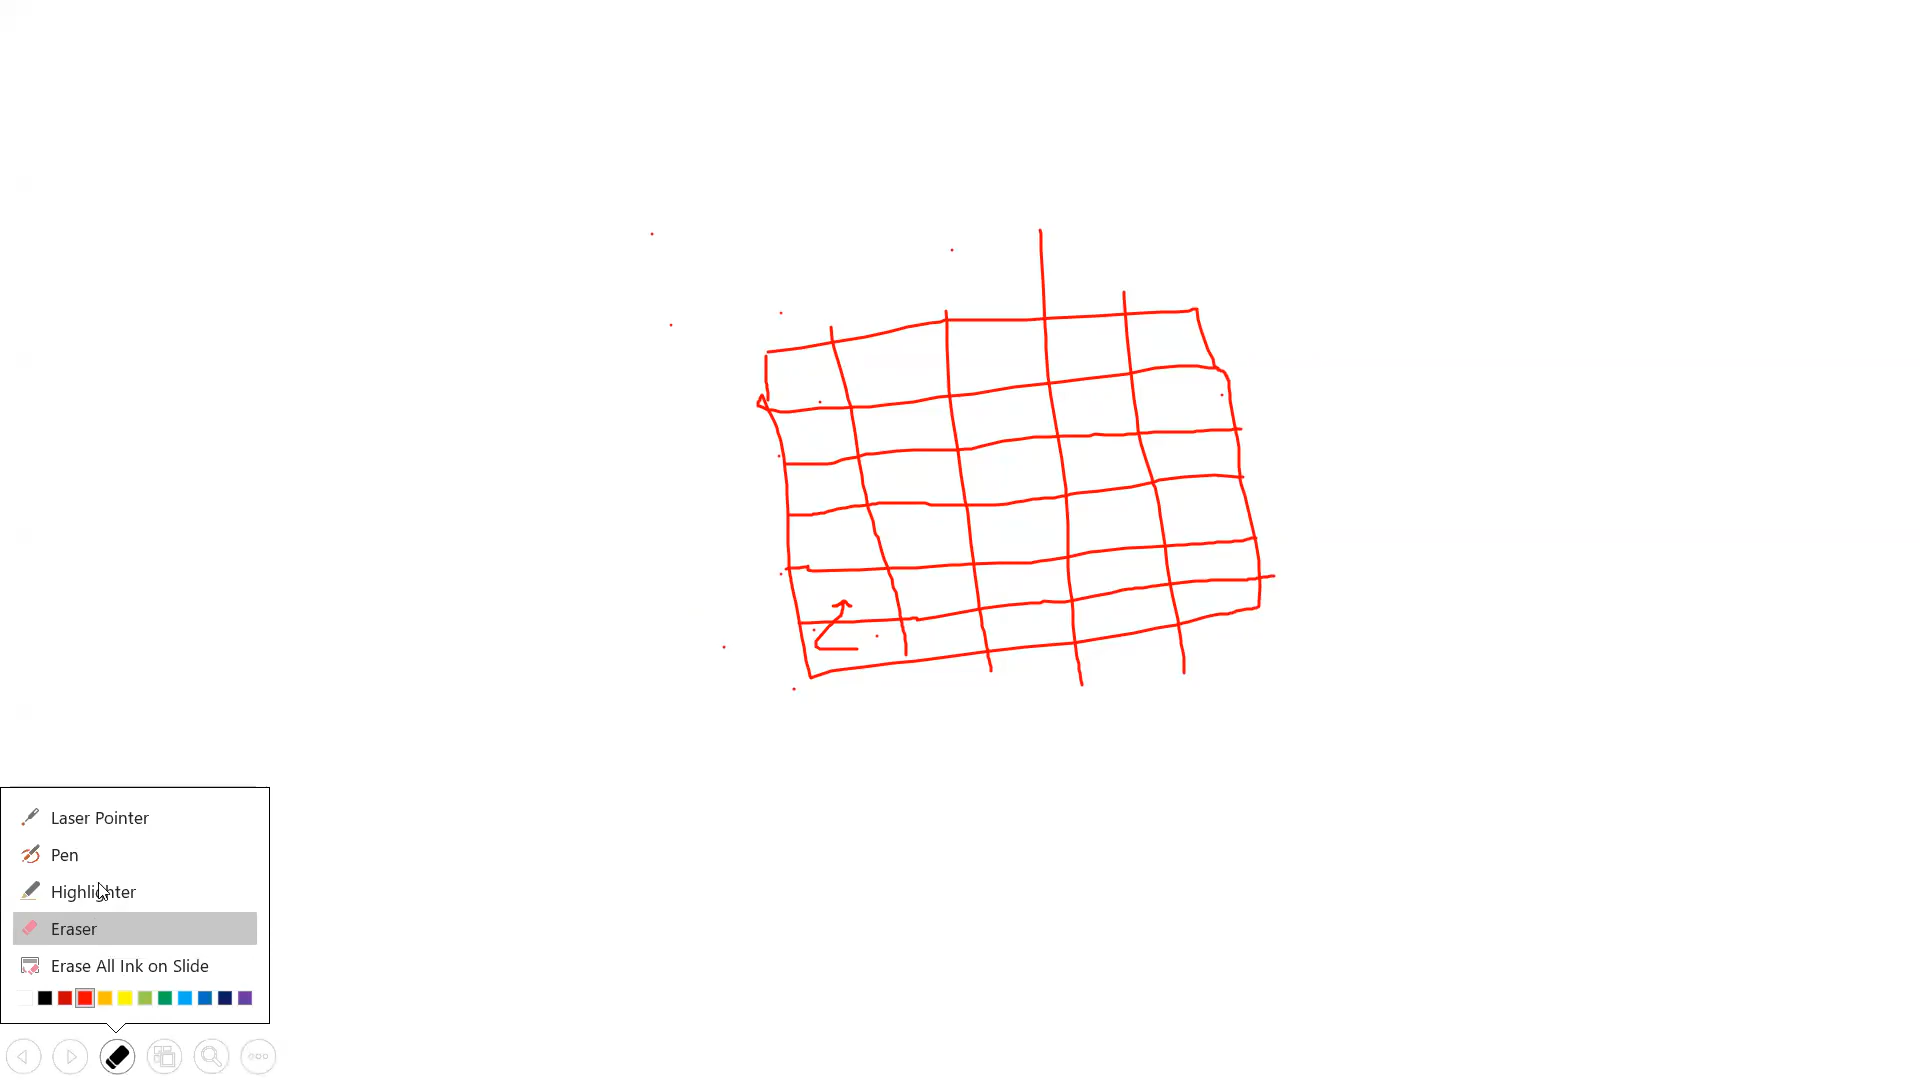 Laser Pointer
Pen
Highlighter
Eraser
Erase All Ink on Slide